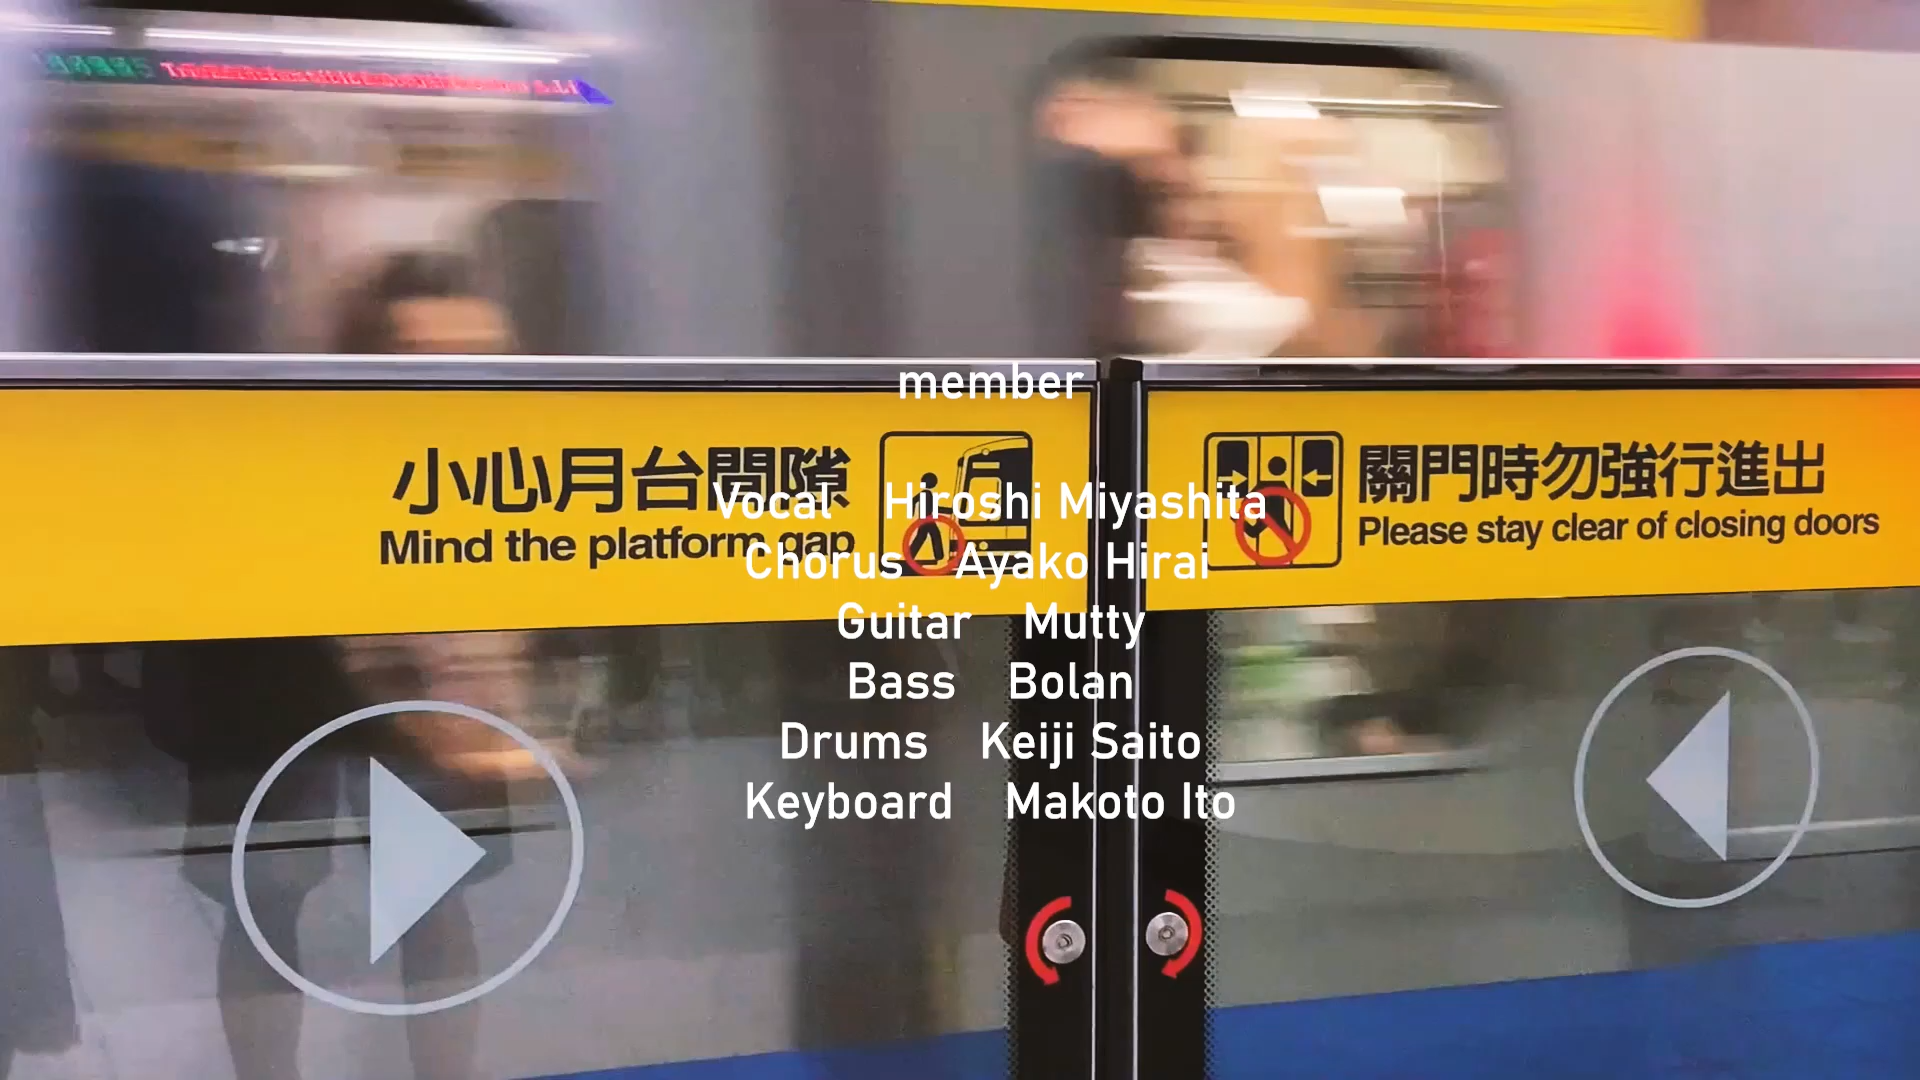 member
小心月台間隙
Mind the platform gap
關門時勿強行進出
Please stay clear of closing doors
Vocal Hiroshi Miyashita
Chorus Ayako Hirai
Guitar Mutty
Bass Bolan
Drums Keiji Saito
Keyboard Makoto Ito